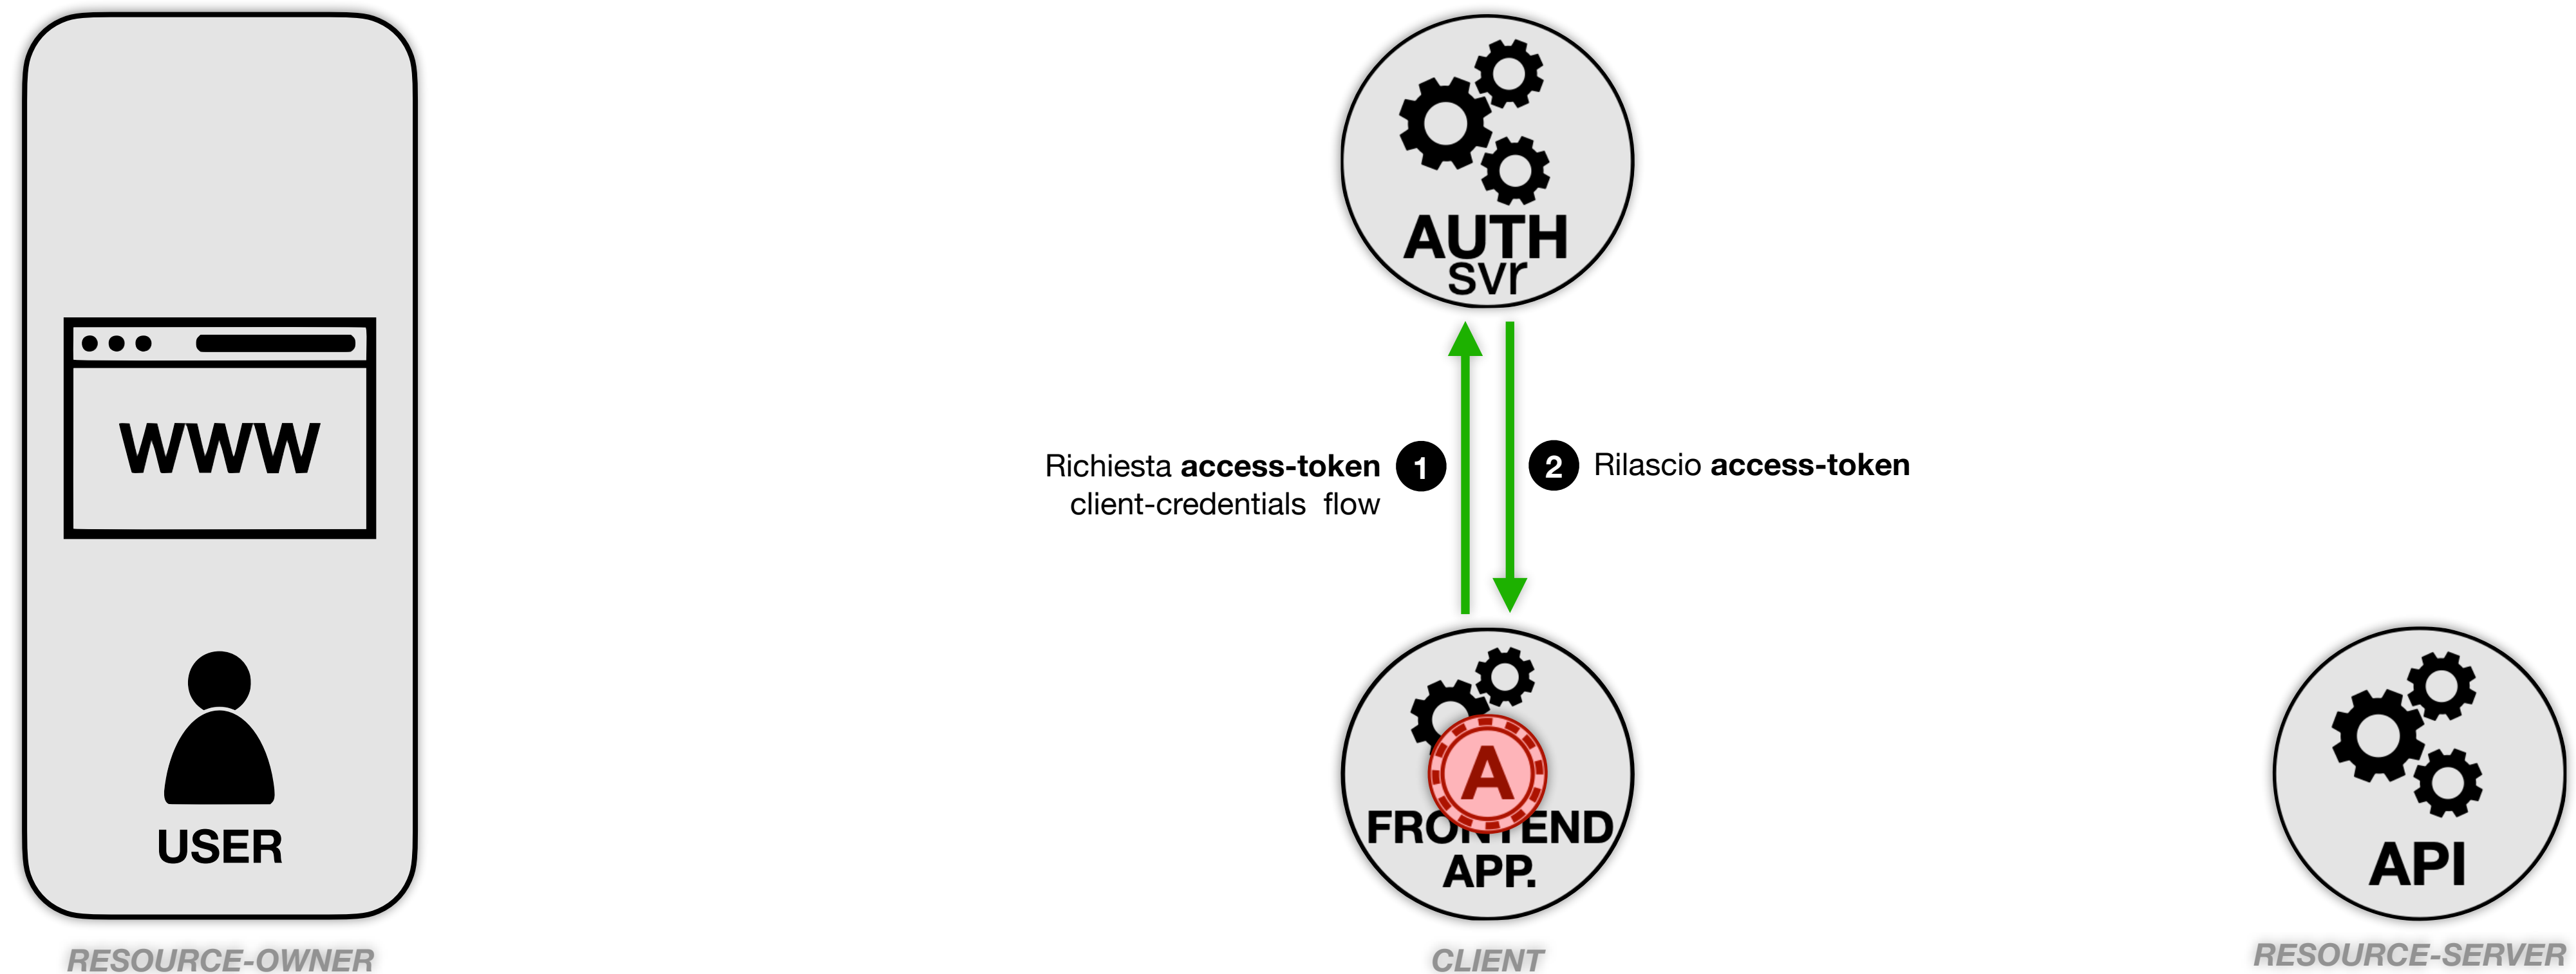 WWW
USER
RESOURCE-OWNER
AUTH
svr
Richiesta access-token 1
client-credentials flow
2 Rilascio access-token
A
FRONTEND
APP.
CLIENT
API
RESOURCE-SERVER